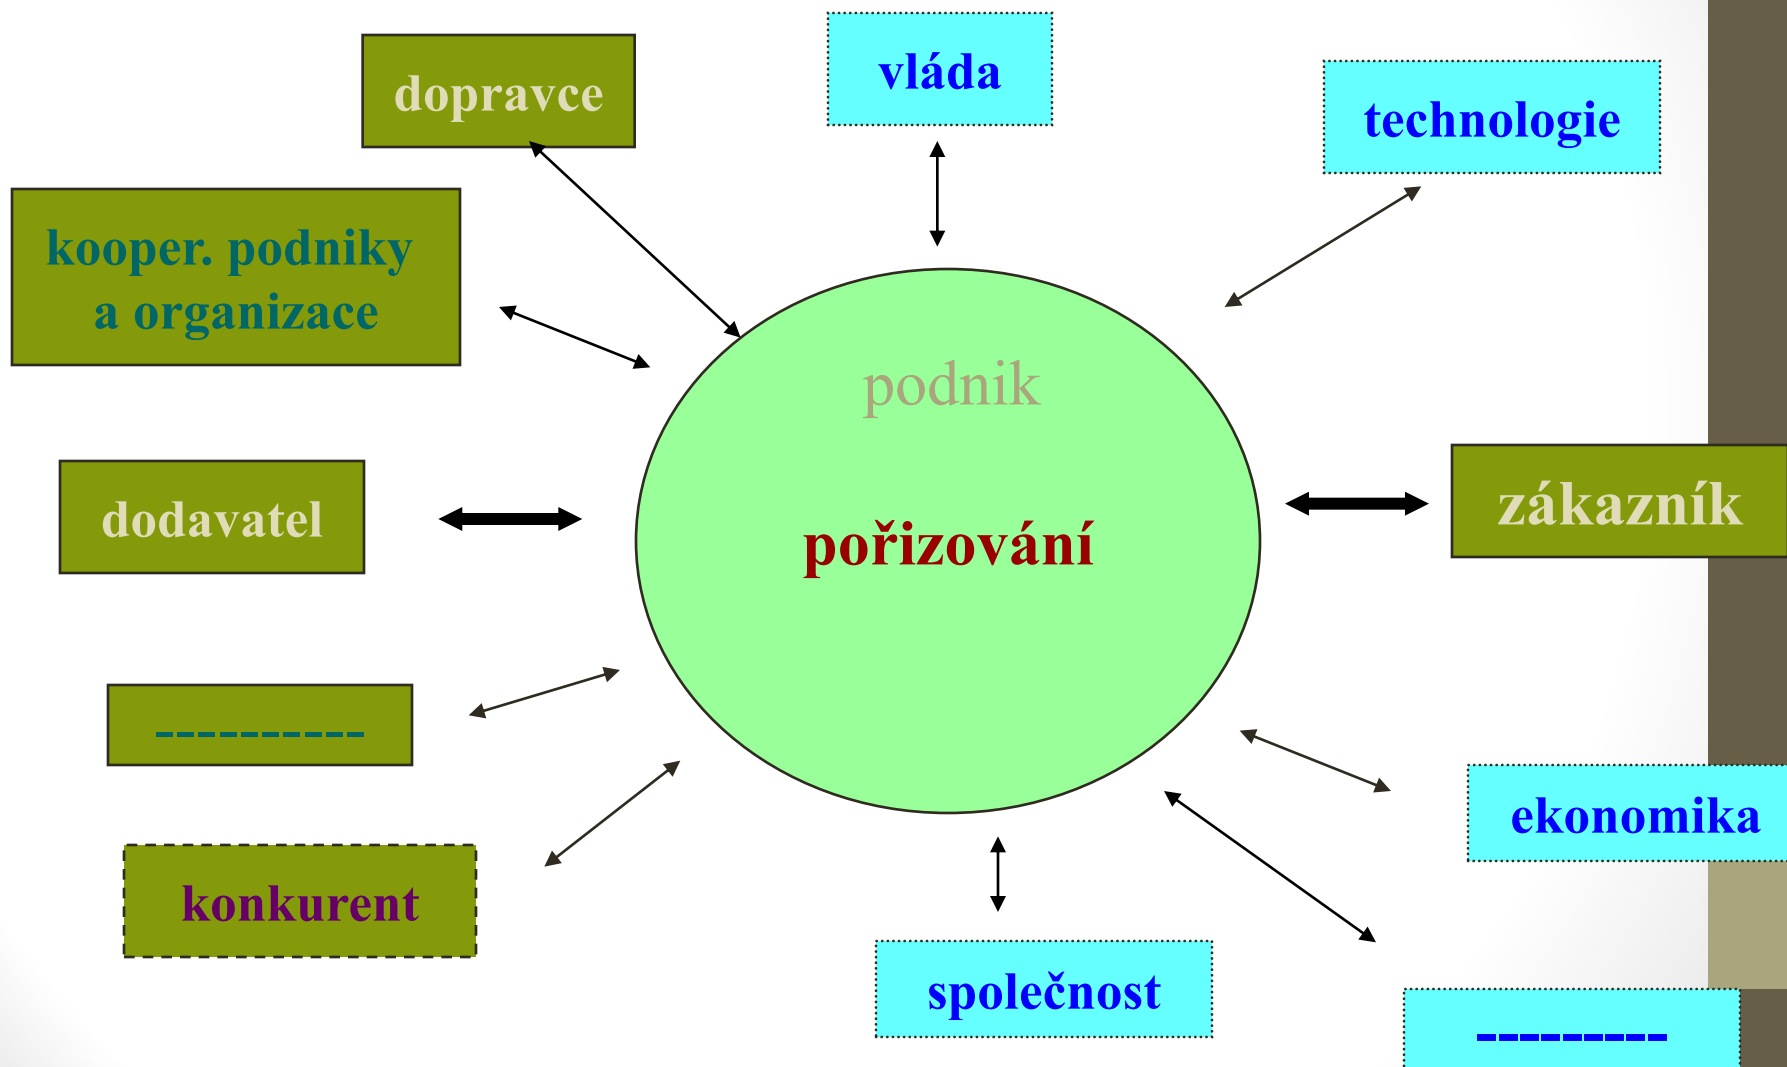 vláda
dopravce
technologie
kooper. podniky
a organizace
podnik
zákazník
dodavatel
pořizování
----------
ekonomika
konkurent
společnost
---------